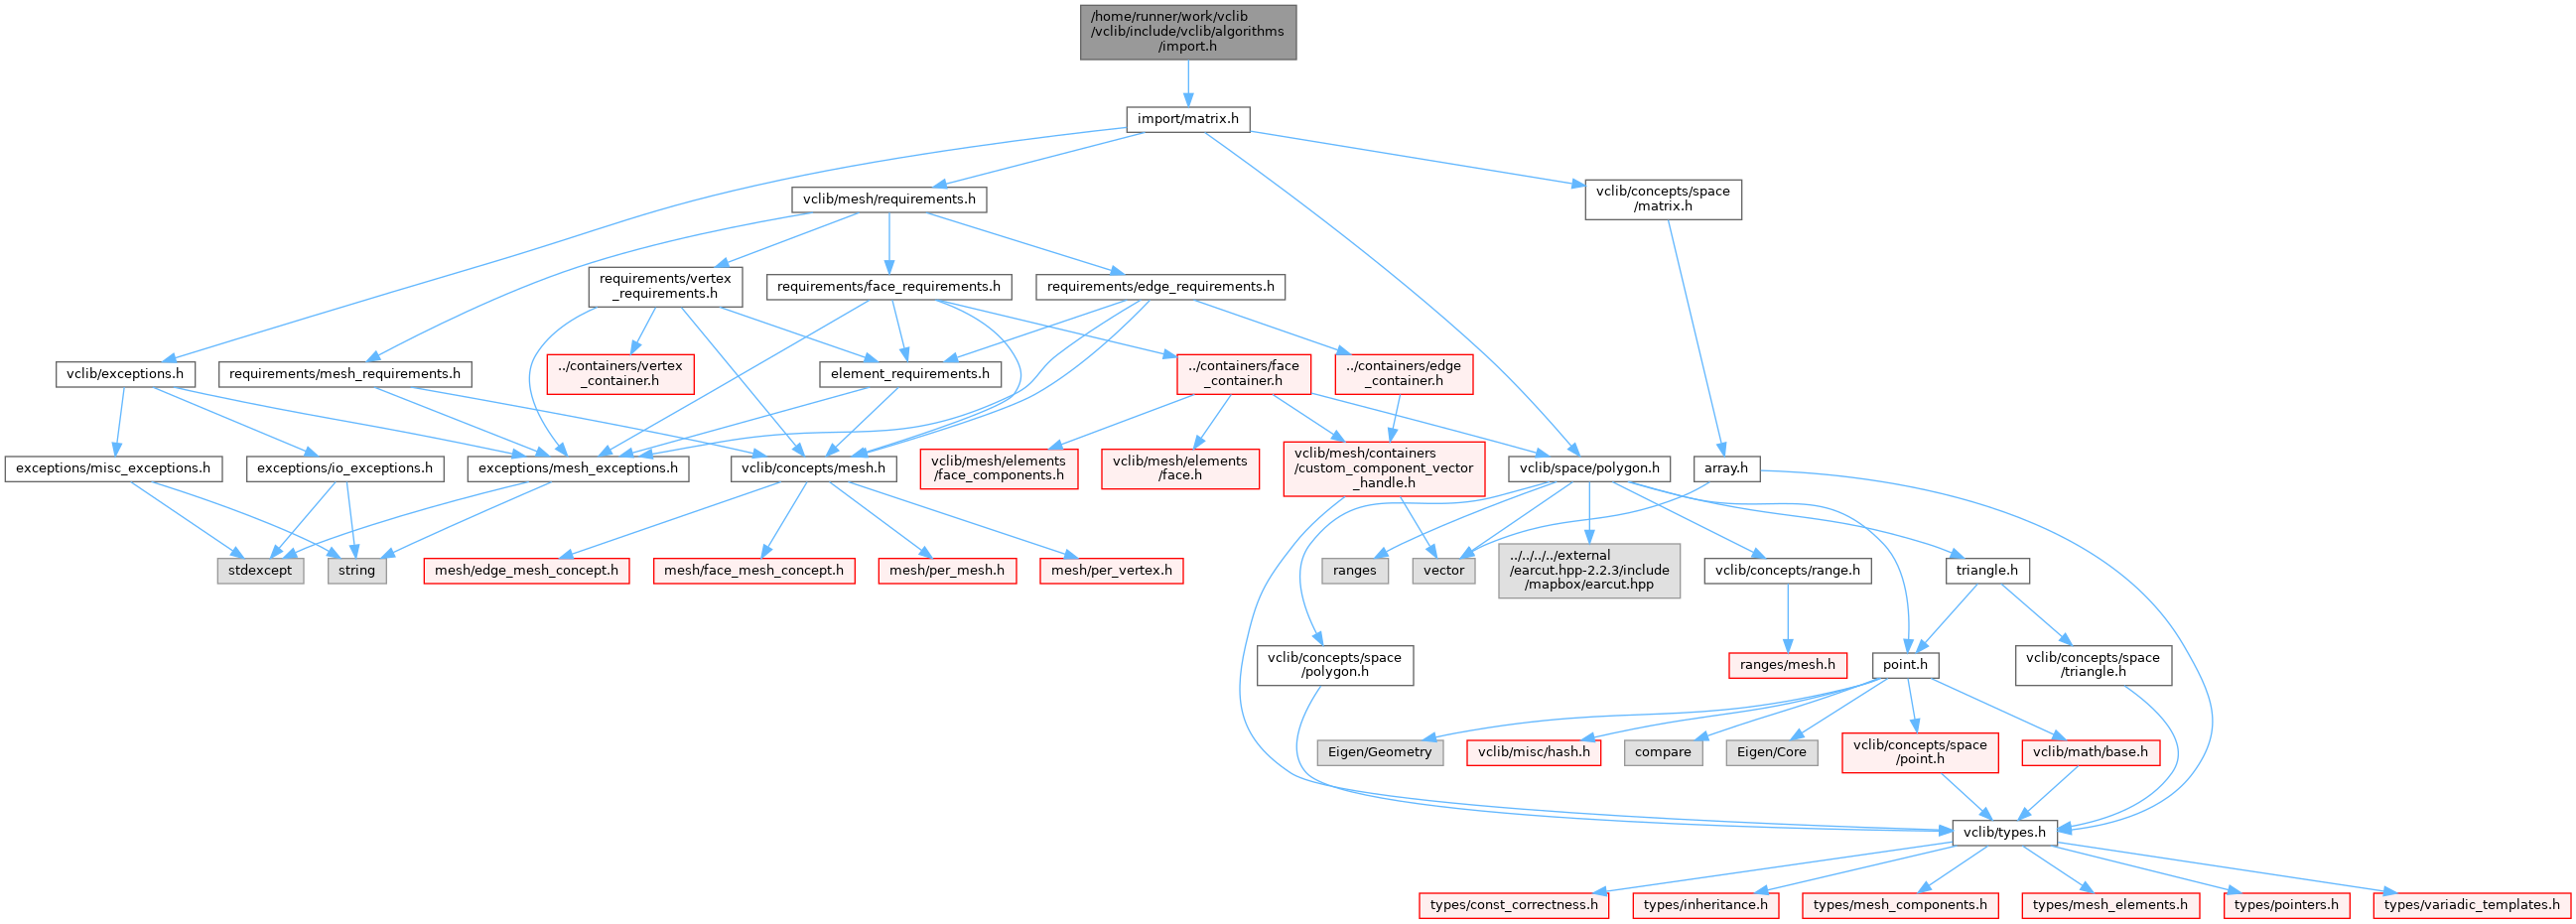 /home/runner/work/vclib
/vclib/include/vclib/algorithms
/import.h
import/matrix.h
vclib/mesh/requirements.h
vclib/concepts/space
/matrix.h
requirements/vertex
_requirements.h
requirements/face_requirements.h
requirements/edge_requirements.h
vclib/exceptions.h
requirements/mesh_requirements.h
../containers/vertex
_container.h
element_requirements.h
../containers/face
_container.h
../containers/edge
_container.h
exceptions/misc_exceptions.h
exceptions/io_exceptions.h
exceptions/mesh_exceptions.h
vclib/concepts/mesh.h
vclib/mesh/elements
/face_components.h
vclib/mesh/elements
/face.h
vclib/mesh/containers
/custom_component_vector
_handle.h
vclib/space/polygon.h
array.h
stdexcept
string
mesh/edge_mesh_concept.h
mesh/face_mesh_concept.h
mesh/per_mesh.h
mesh/per_vertex.h
ranges
vector
../../../../external
/earcut.hpp-2.2.3/include
/mapbox/earcut.hpp
vclib/concepts/range.h
triangle.h
vclib/concepts/space
/polygon.h
ranges/mesh.h
point.h
vclib/concepts/space
/triangle.h
Eigen/Geometry
vclib/misc/hash.h
compare
Eigen/Core
vclib/concepts/space
/point.h
vclib/math/base.h
vclib/types.h
types/const_correctness.h
types/inheritance.h
types/mesh_components.h
types/mesh_elements.h
types/pointers.h
types/variadic_templates.h